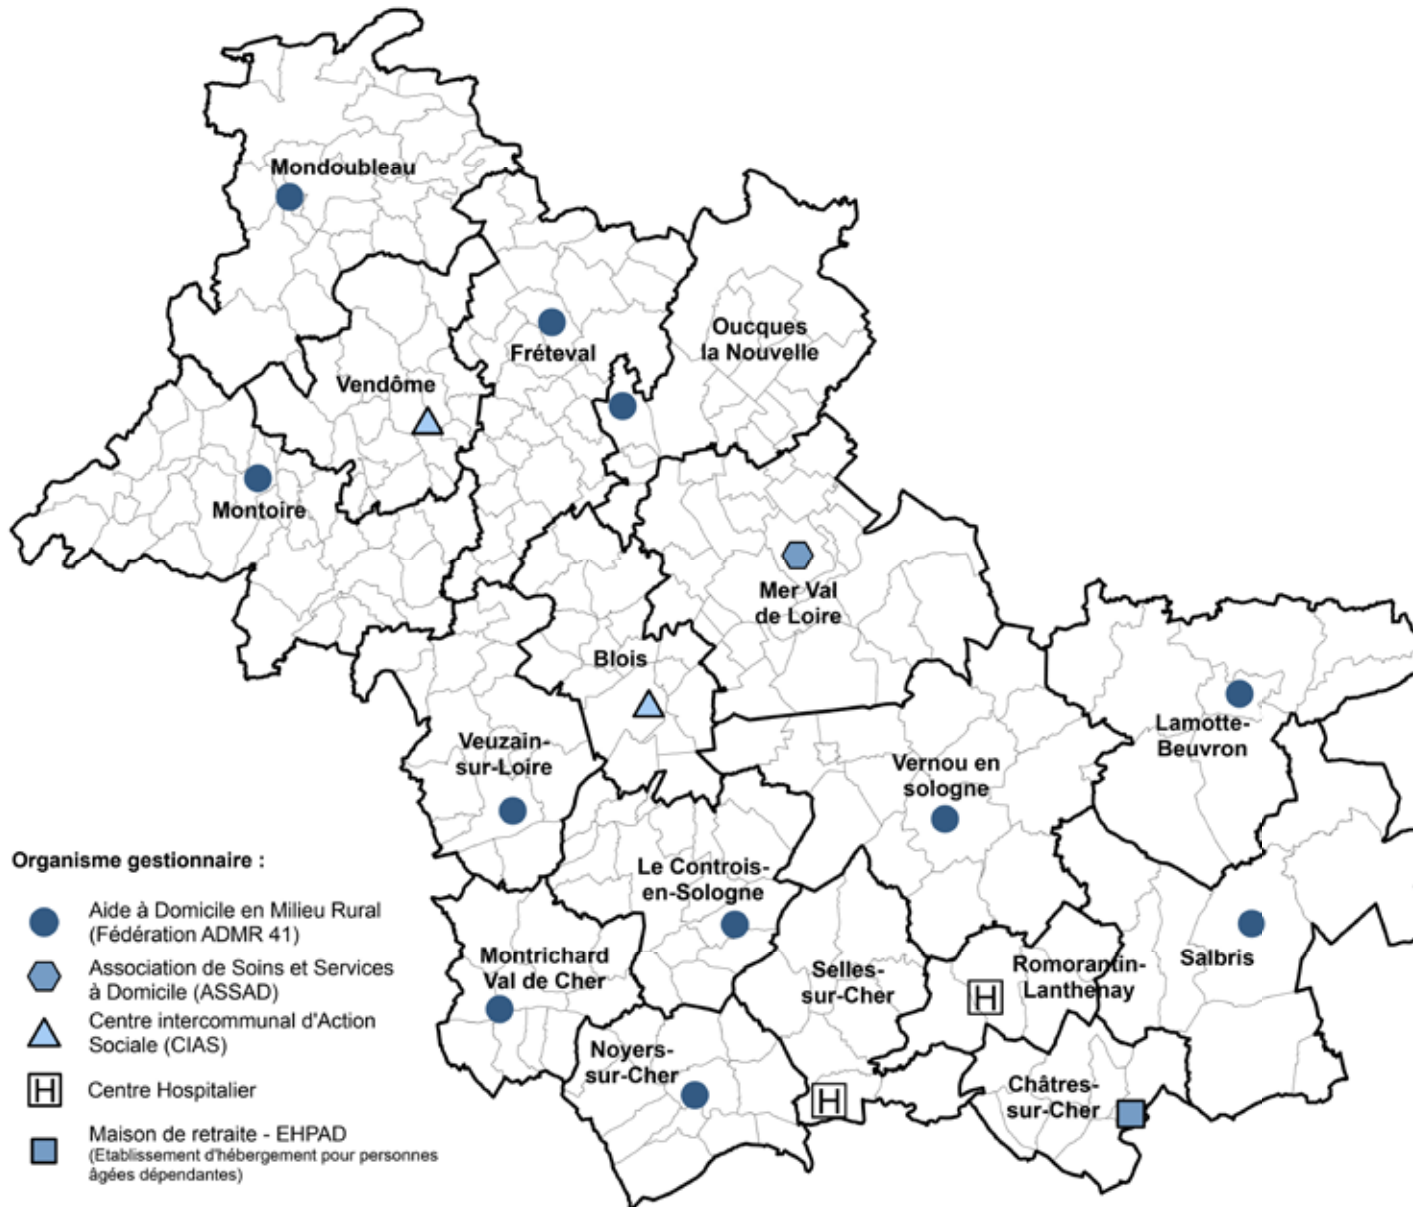 Mondoubleau
Oucques
la Nouvelle
Fréteval
Vendôme
Montoire
Mer Val
de Loire
Blois
Lamotte-
Beuvron
Veuzain-
sur-Loire
Vernou en
sologne
Le Controis-
en-Sologne
Montrichard
Val de Cher
Selles-
sur-Cher
Romorantin-
Lanthenay
Salbris
H
Noyers-
sur-Cher
H
Châtres-
sur-Cher
Organisme gestionnaire :
Aide à Domicile en Milieu Rural
(Fédération ADMR 41)
Association de Soins et Services
à Domicile (ASSAD)
Centre intercommunal d'Action
Sociale (CIAS)
H Centre Hospitalier
Maison de retraite - EHPAD
(Etablissement d'hébergement pour personnes
âgées dépendantes)